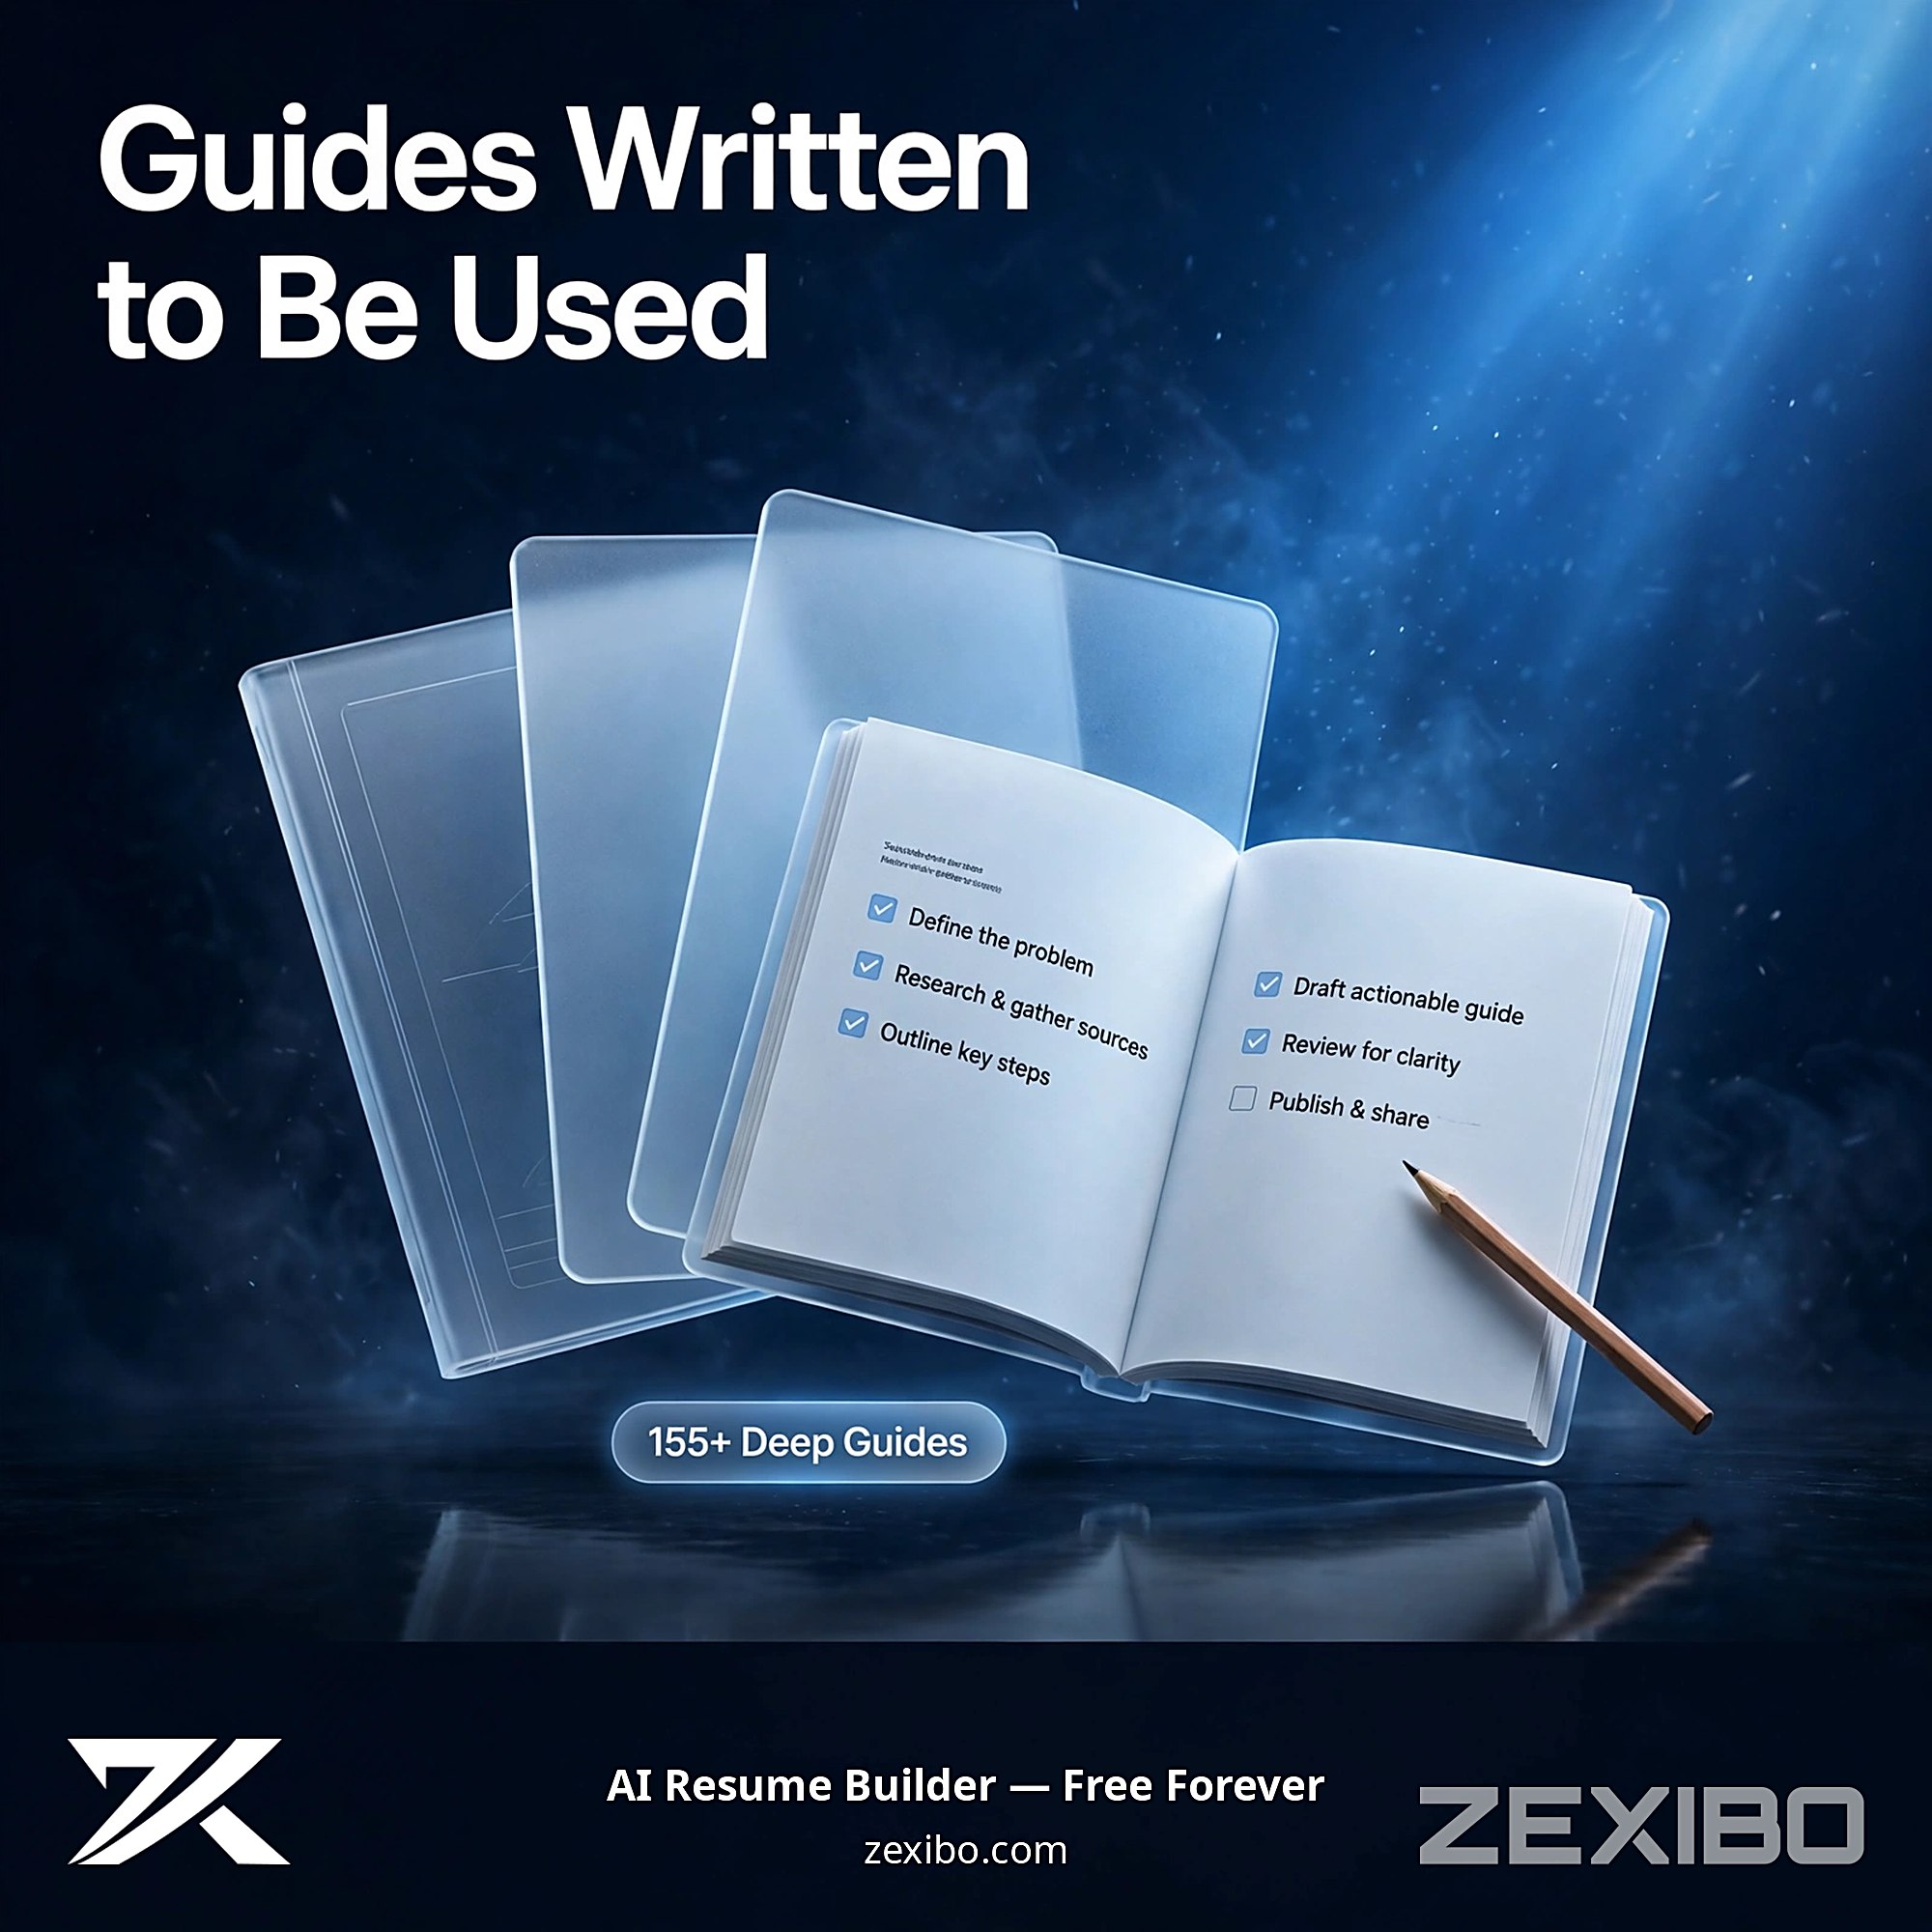 Guides Written
to Be Used
Define the problem
Research & gather sources
Outline key steps
Draft actionable guide
Review for clarity
Publish & share
155+ Deep Guides
AI Resume Builder — Free Forever
zexibo.com
ZEXIBO